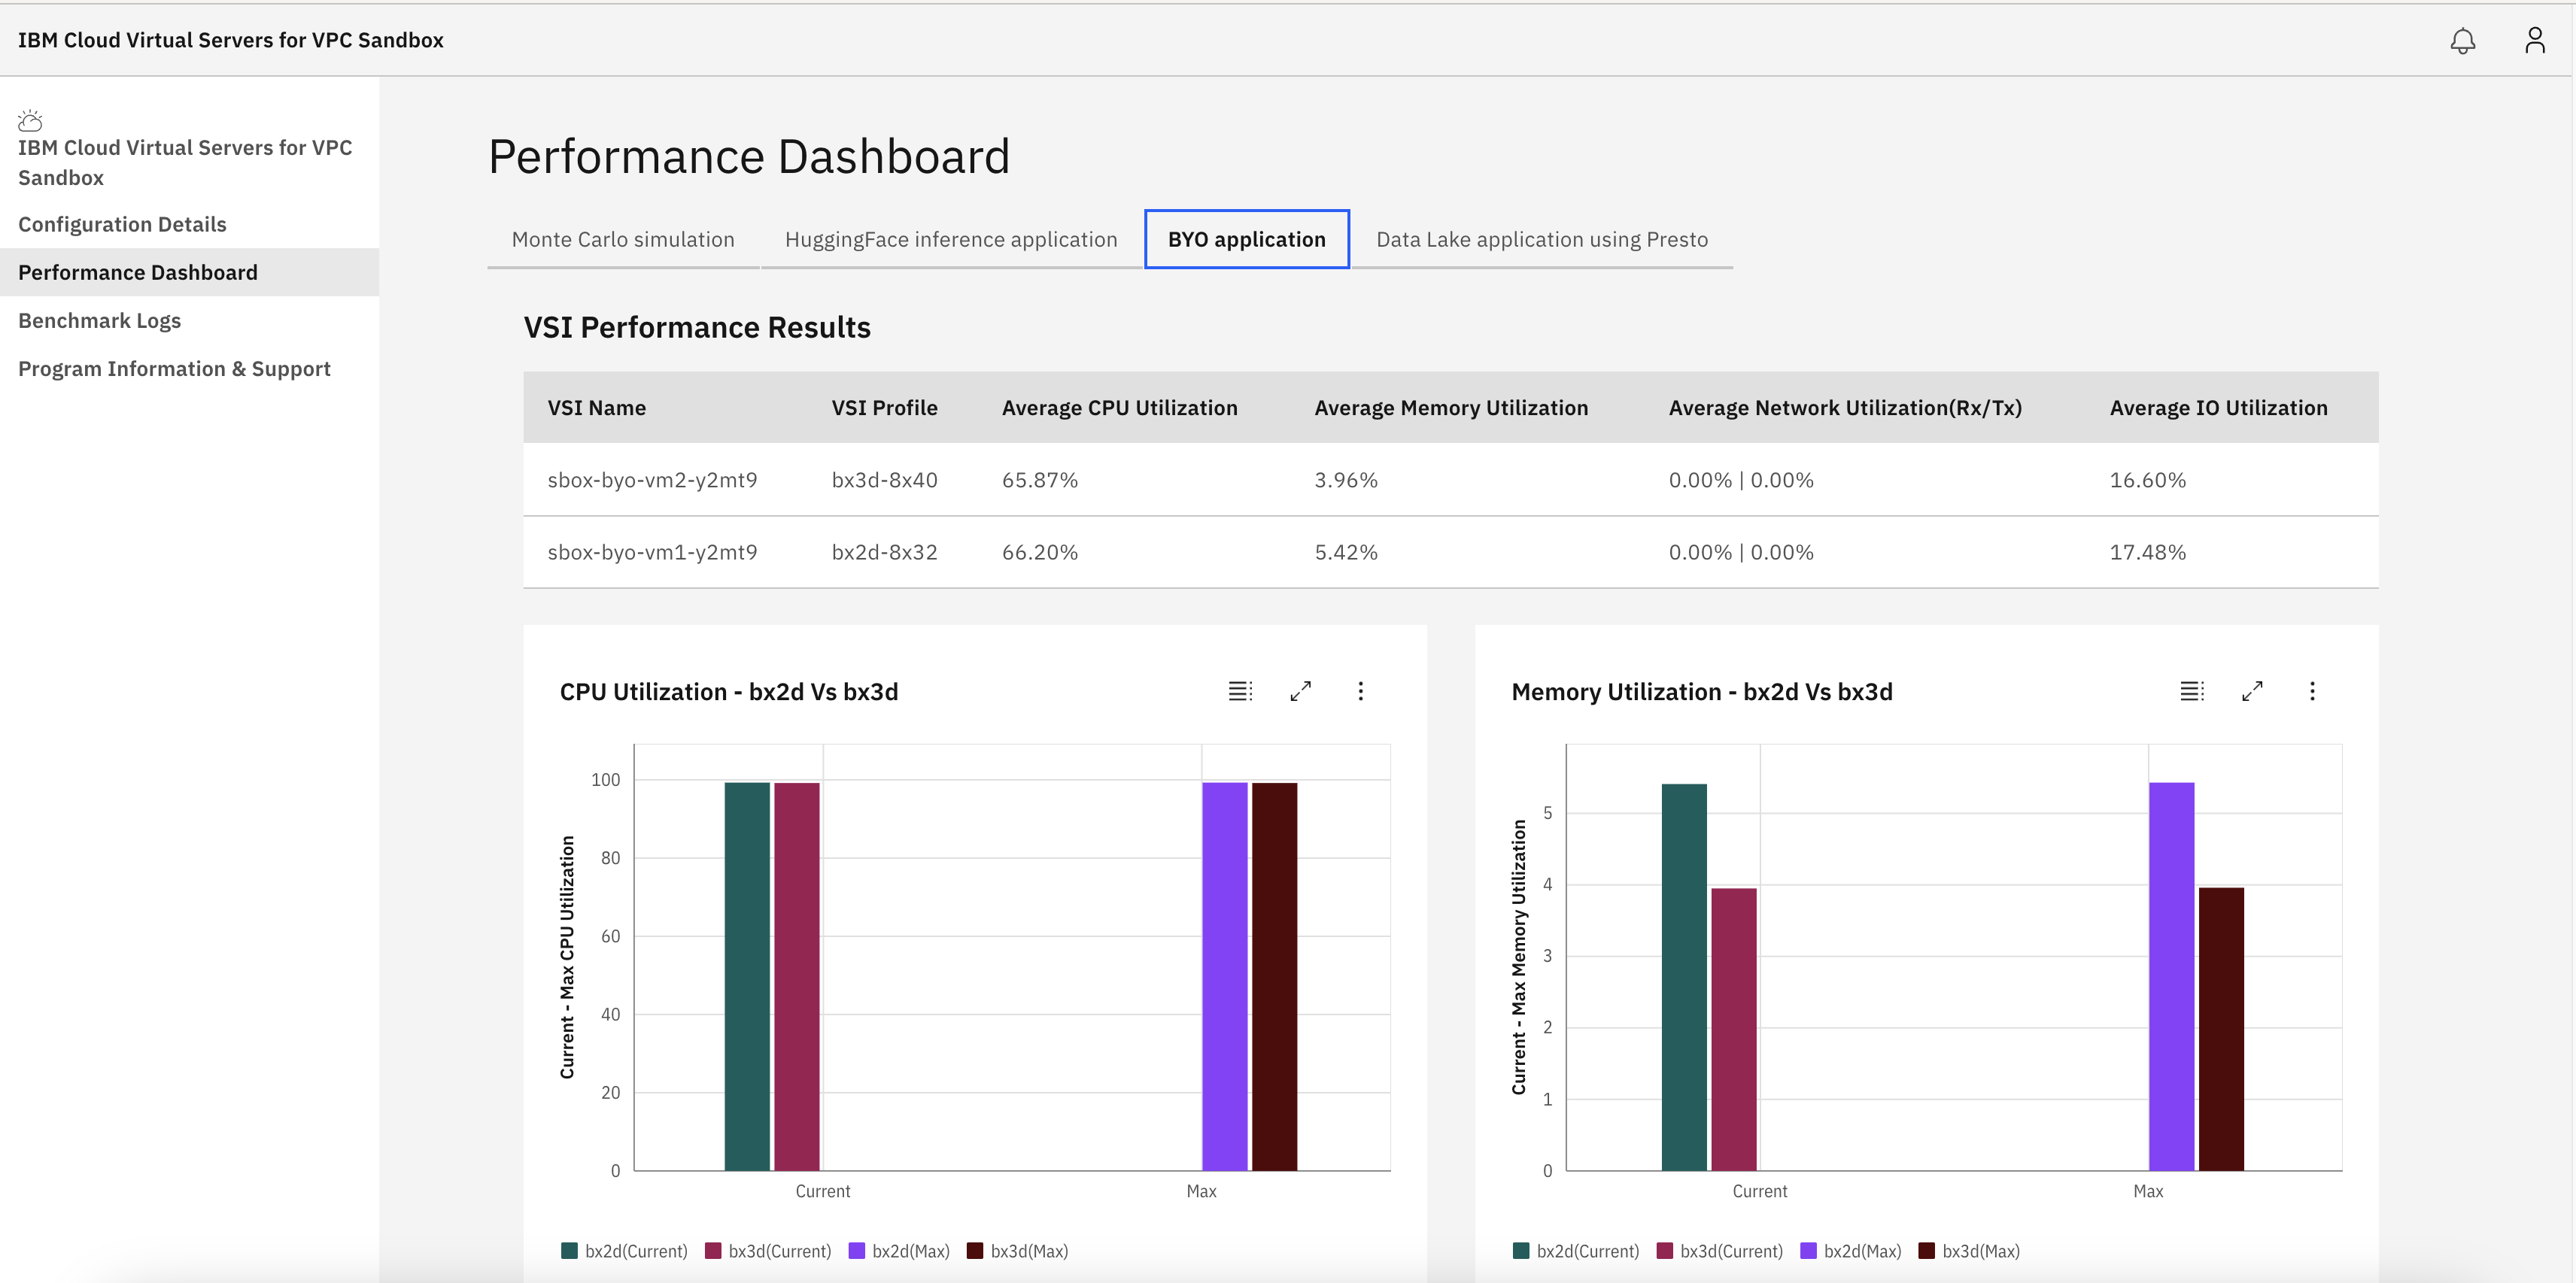 IBM Cloud Virtual Servers for VPC Sandbox
IBM Cloud Virtual Servers for VPC
Sandbox
Configuration Details
Performance Dashboard
Benchmark Logs
Program Information & Support
Performance Dashboard
Monte Carlo simulation HuggingFace inference application BYO application Data Lake application using Presto
VSI Performance Results
VSI Name VSI Profile Average CPU Utilization Average Memory Utilization Average Network Utilization(Rx/Tx) Average IO Utilization
sbox-byo-vm2-y2mt9 bx3d-8x40 65.87% 3.96% 0.00% | 0.00% 16.60%
sbox-byo-vm1-y2mt9 bx2d-8x32 66.20% 5.42% 0.00% | 0.00% 17.48%
CPU Utilization - bx2d Vs bx3d
Current - Max CPU Utilization
100
80
60
40
20
0
Current Max
bx2d(Current) bx3d(Current) bx2d(Max) bx3d(Max)
Memory Utilization - bx2d Vs bx3d
Current - Max Memory Utilization
5
4
3
2
1
0
Current Max
bx2d(Current) bx3d(Current) bx2d(Max) bx3d(Max)